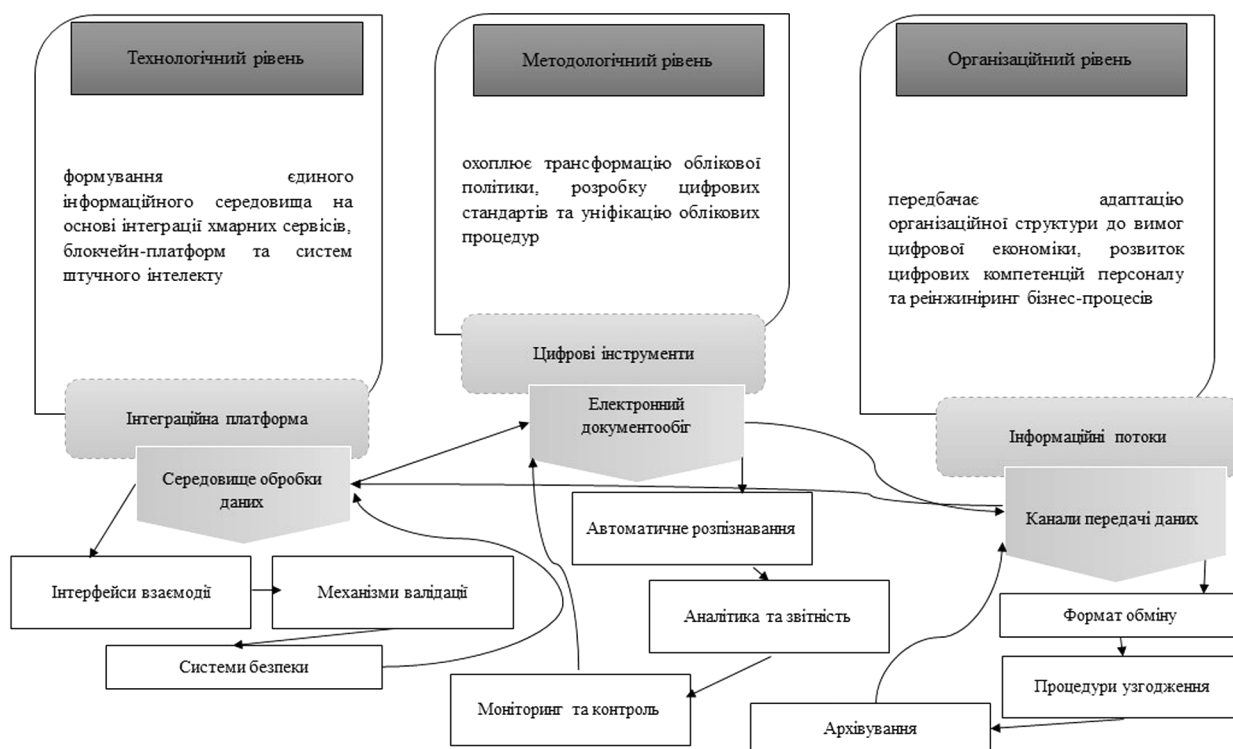 Технологічний рівень
формування єдиного
інформаційного середовища на
основі інтеграції хмарних сервісів,
блокчейн-платформ та систем
штучного інтелекту
Інтеграційна платформа
Середовище обробки
даних
Інтерфейси взаємодії
Механізми валідації
Системи безпеки
Методологічний рівень
охоплює трансформацію облікової
політики, розробку цифрових
стандартів та уніфікацію облікових
процедур
Цифрові інструменти
Електронний
документообіг
Автоматичне розпізнавання
Аналітика та звітність
Моніторинг та контроль
Організаційний рівень
передбачає адаптацію
організаційної структури до вимог
цифрової економіки, розвиток
цифрових компетенцій персоналу
та реінжиніринг бізнес-процесів
Інформаційні потоки
Канали передачі даних
Формат обміну
Процедури узгодження
Архівування